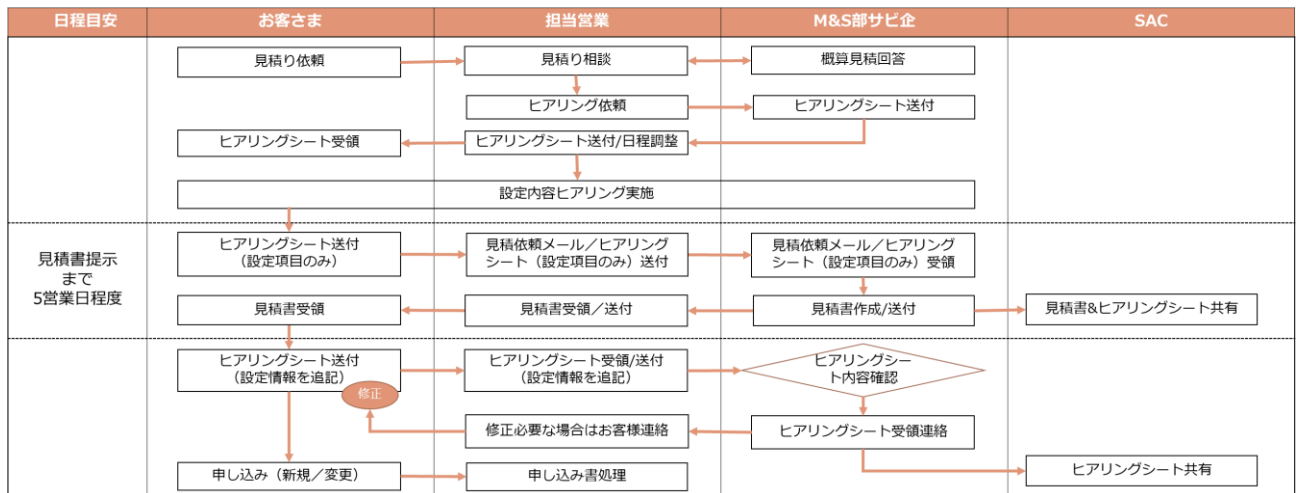 日程目安 お客さま 担当営業 M&S部サビ企 SAC
見積り依頼 見積り相談 概算見積回答
ヒアリング依頼 ヒアリングシート送付
ヒアリングシート受領 ヒアリングシート送付/日程調整
設定内容ヒアリング実施
見積書提示
まで
5営業日程度
ヒアリングシート送付
(設定項目のみ)
見積依頼メール/ヒアリング
シート(設定項目のみ)送付
見積依頼メール/ヒアリング
シート(設定項目のみ)受領
見積書受領 見積書受領/送付 見積書作成/送付 見積書&ヒアリングシート共有
ヒアリングシート送付
(設定情報を追記)
ヒアリングシート受領/送付
(設定情報を追記)
ヒアリングシー
ト内容確認
修正
修正必要な場合はお客様連絡 ヒアリングシート受領連絡
申し込み(新規/変更) 申し込み書処理 ヒアリングシート共有